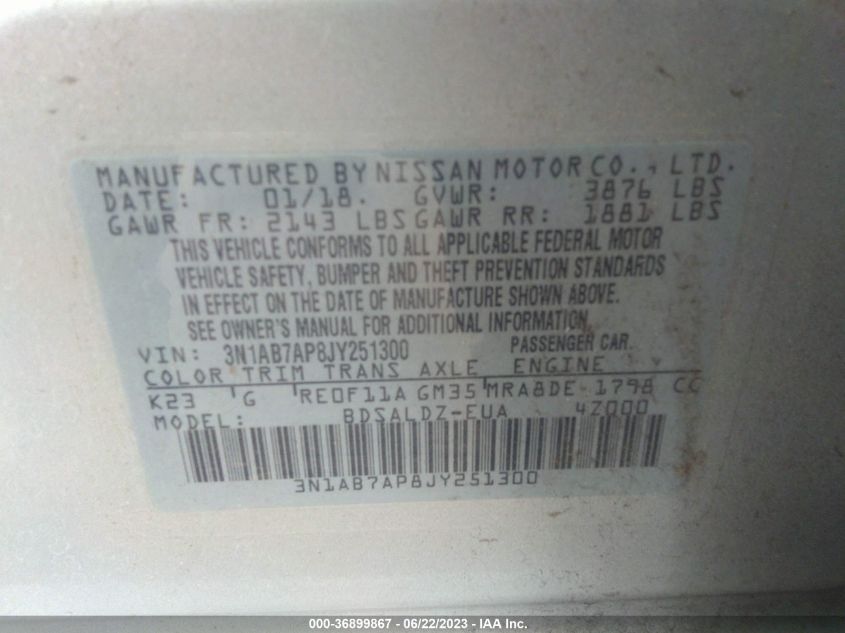 MANUFACTURED BY NISSAN MOTOR CO., LTD.
DATE: 01/18. GVWR: 3876 LBS
GAWR FR: 2143 LBS GAWR RR: 1881 LBS
THIS VEHICLE CONFORMS TO ALL APPLICABLE FEDERAL MOTOR
VEHICLE SAFETY, BUMPER AND THEFT PREVENTION STANDARDS
IN EFFECT ON THE DATE OF MANUFACTURE SHOWN ABOVE.
SEE OWNER'S MANUAL FOR ADDITIONAL INFORMATION.
VIN: 3N1AB7AP8JY251300 PASSENGER CAR.
COLOR TRIM TRANS AXLE ENGINE
K23 G RE0F11A GM35 MRA8DE 1798 CC
MODEL: BDSALDZ-EUA 4Z000
3N1AB7AP8JY251300
000-36899867 - 06/22/2023 - IAAI Inc.